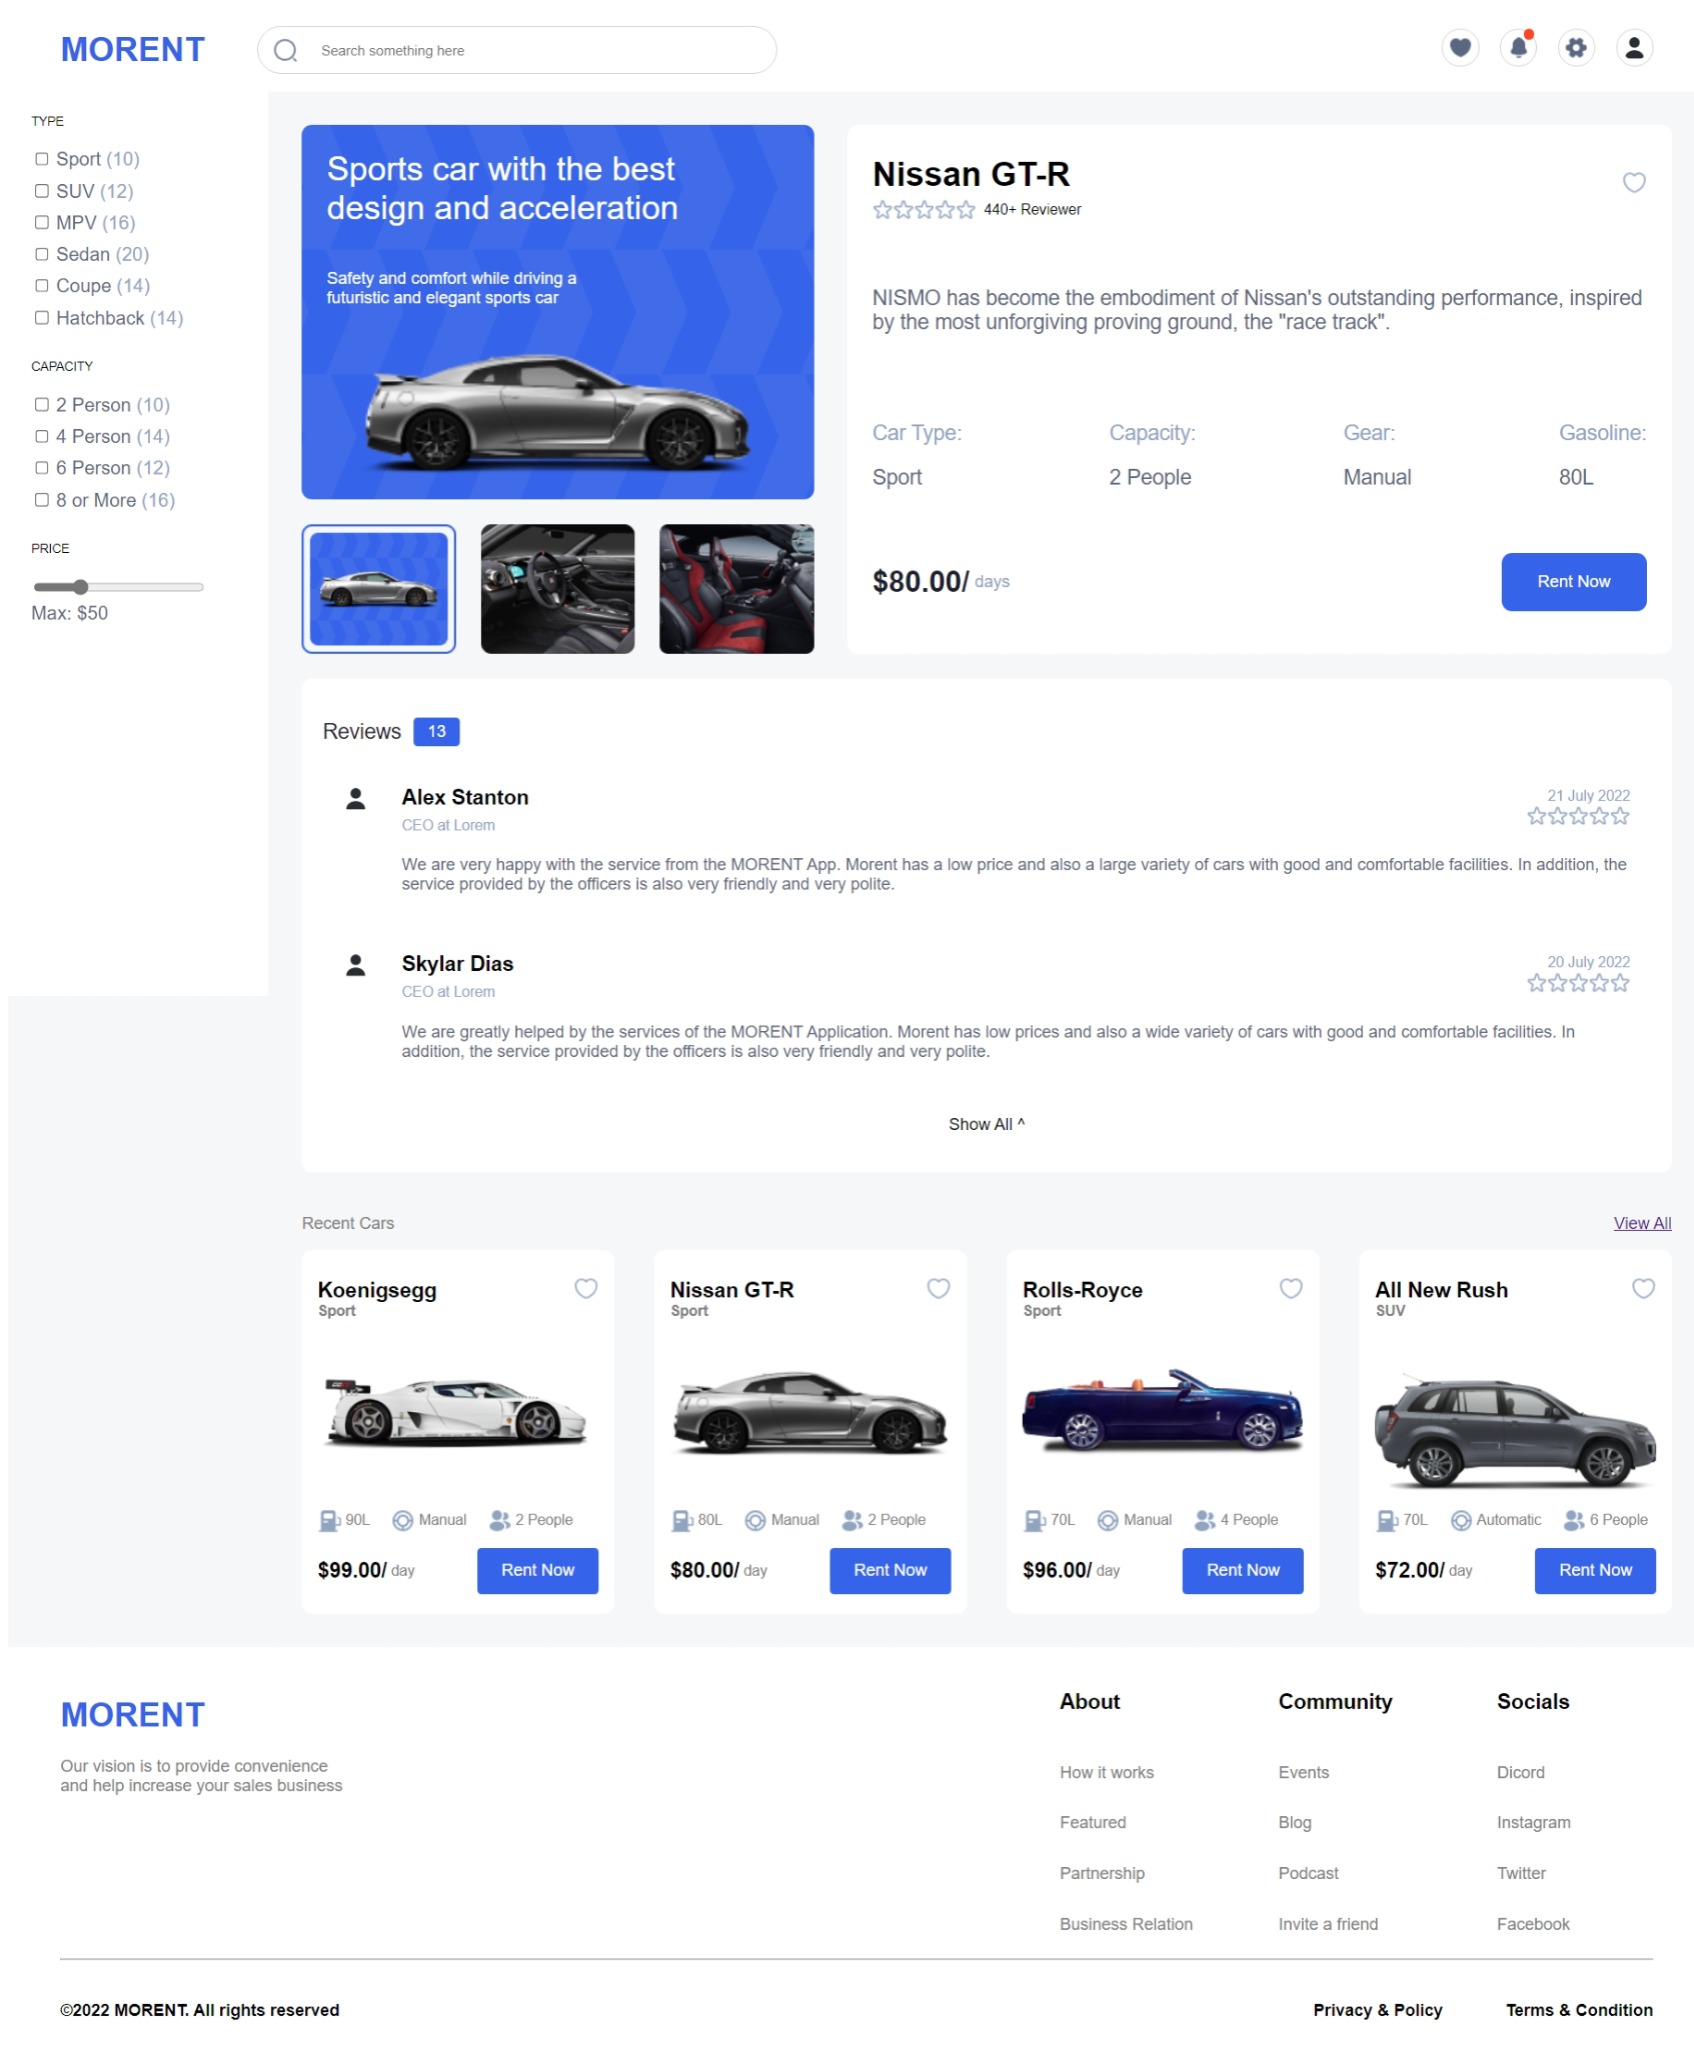 MORENT
Search something here
TYPE
Sport (10)
SUV (12)
MPV (16)
Sedan (20)
Coupe (14)
Hatchback (14)
CAPACITY
2 Person (10)
4 Person (14)
6 Person (12)
8 or More (16)
PRICE
Max: $50
Sports car with the best
design and acceleration
Safety and comfort while driving a
futuristic and elegant sports car
Nissan GT-R
440+ Reviewer
NISMO has become the embodiment of Nissan's outstanding performance, inspired
by the most unforgiving proving ground, the "race track".
Car Type: Capacity: Gear: Gasoline:
Sport 2 People Manual 80L
$80.00/ days
Rent Now
Reviews 13
Alex Stanton
21 July 2022
CEO at Lorem
We are very happy with the service from the MORENT App. Morent has a low price and also a large variety of cars with good and comfortable facilities. In addition, the
service provided by the officers is also very friendly and very polite.
Skylar Dias
20 July 2022
CEO at Lorem
We are greatly helped by the services of the MORENT Application. Morent has low prices and also a wide variety of cars with good and comfortable facilities. In
addition, the service provided by the officers is also very friendly and very polite.
Show All ^
Recent Cars
View All
Koenigsegg
Sport
90L Manual 2 People
$99.00/ day
Rent Now
Nissan GT-R
Sport
80L Manual 2 People
$80.00/ day
Rent Now
Rolls-Royce
Sport
70L Manual 4 People
$96.00/ day
Rent Now
All New Rush
SUV
70L Automatic 6 People
$72.00/ day
Rent Now
MORENT
Our vision is to provide convenience
and help increase your sales business
About
How it works
Featured
Partnership
Business Relation
Community
Events
Blog
Podcast
Invite a friend
Socials
Dicord
Instagram
Twitter
Facebook
©2022 MORENT. All rights reserved
Privacy & Policy
Terms & Condition